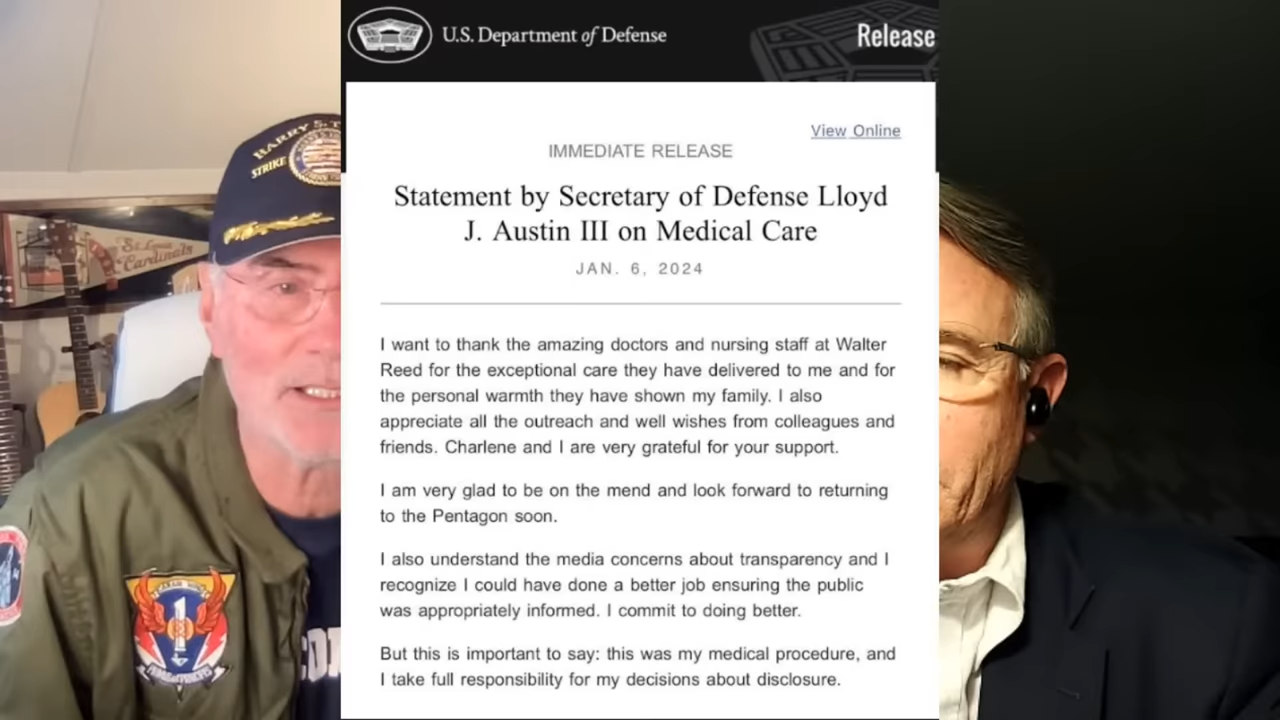 U.S. Department of Defense
Release
View Online
IMMEDIATE RELEASE
Statement by Secretary of Defense Lloyd
J. Austin III on Medical Care
JAN. 6, 2024
I want to thank the amazing doctors and nursing staff at Walter
Reed for the exceptional care they have delivered to me and for
the personal warmth they have shown my family. I also
appreciate all the outreach and well wishes from colleagues and
friends. Charlene and I are very grateful for your support.
I am very glad to be on the mend and look forward to returning
to the Pentagon soon.
I also understand the media concerns about transparency and I
recognize I could have done a better job ensuring the public
was appropriately informed. I commit to doing better.
But this is important to say: this was my medical procedure, and
I take full responsibility for my decisions about disclosure.
HARRY S. T
STRIKE
St. Louis
Cardinals